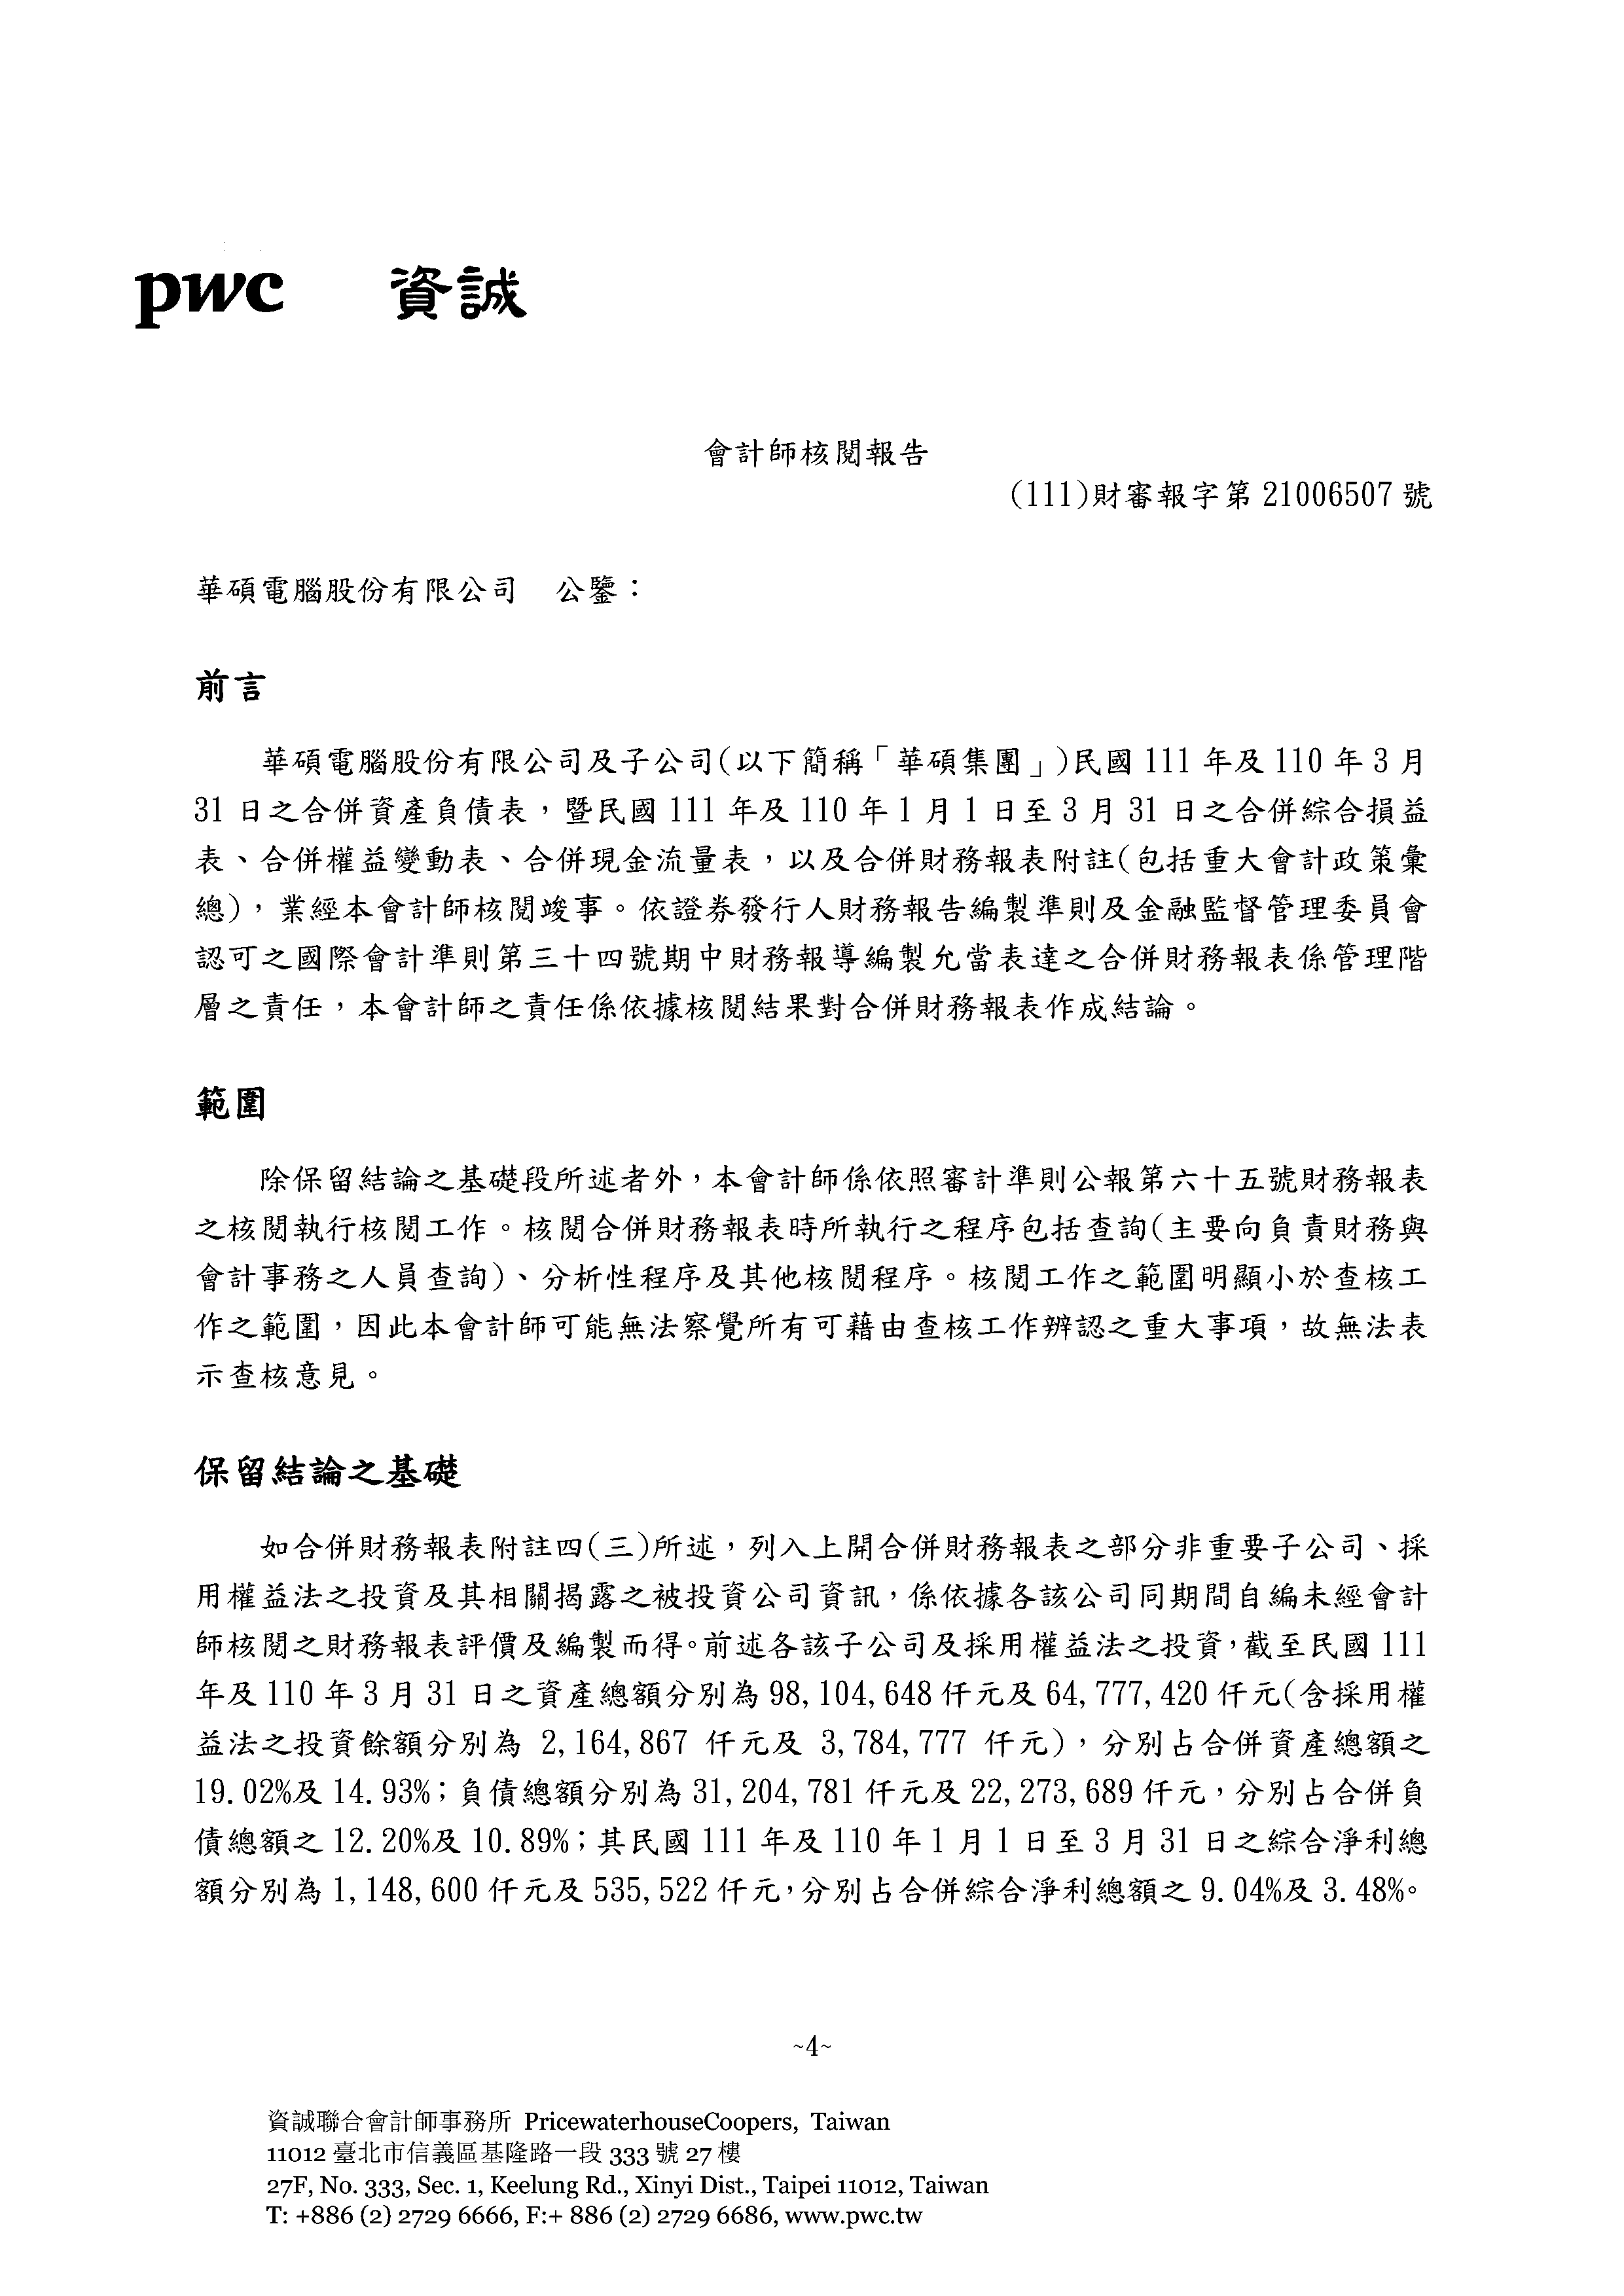 pwc 資誠
會計師核閱報告
(111)財審報字第 21006507 號
華碩電腦股份有限公司 公鑒：
前言
華碩電腦股份有限公司及子公司(以下簡稱「華碩集團」)民國 111 年及 110 年 3 月
31 日之合併資產負債表，暨民國 111 年及 110 年 1 月 1 日至 3 月 31 日之合併綜合損益
表、合併權益變動表、合併現金流量表，以及合併財務報表附註(包括重大會計政策彙
總)，業經本會計師核閱竣事。依證券發行人財務報告編製準則及金融監督管理委員會
認可之國際會計準則第三十四號期中財務報導編製允當表達之合併財務報表係管理階
層之責任，本會計師之責任係依據核閱結果對合併財務報表作成結論。
範圍
除保留結論之基礎段所述者外，本會計師係依照審計準則公報第六十五號財務報表
之核閱執行核閱工作。核閱合併財務報表時所執行之程序包括查詢(主要向負責財務與
會計事務之人員查詢)、分析性程序及其他核閱程序。核閱工作之範圍明顯小於查核工
作之範圍，因此本會計師可能無法察覺所有可藉由查核工作辨認之重大事項，故無法表
示查核意見。
保留結論之基礎
如合併財務報表附註四(三)所述，列入上開合併財務報表之部分非重要子公司、採
用權益法之投資及其相關揭露之被投資公司資訊，係依據各該公司同期間自編未經會計
師核閱之財務報表評價及編製而得。前述各該子公司及採用權益法之投資，截至民國 111
年及 110 年 3 月 31 日之資產總額分別為 98,104,648 仟元及 64,777,420 仟元(含採用權
益法之投資餘額分別為 2,164,867 仟元及 3,784,777 仟元)，分別占合併資產總額之
19.02%及 14.93%；負債總額分別為 31,204,781 仟元及 22,273,689 仟元，分別占合併負
債總額之 12.20%及 10.89%；其民國 111 年及 110 年 1 月 1 日至 3 月 31 日之綜合淨利總
額分別為 1,148,600 仟元及 535,522 仟元，分別占合併綜合淨利總額之 9.04%及 3.48%。
~4~
資誠聯合會計師事務所 PricewaterhouseCoopers, Taiwan
11012 臺北市信義區基隆路一段 333 號 27 樓
27F, No. 333, Sec. 1, Keelung Rd., Xinyi Dist., Taipei 11012, Taiwan
T: +886 (2) 2729 6666, F:+ 886 (2) 2729 6686, www.pwc.tw